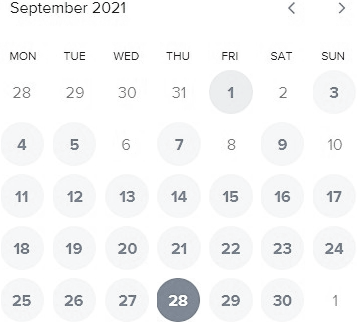 September 2021
MON TUE WED THU FRI SAT SUN
28 29 30 31 1 2 3
4 5 6 7 8 9 10
11 12 13 14 15 16 17
18 19 20 21 22 23 24
25 26 27 28 29 30 1